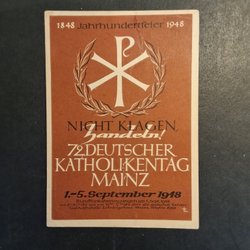 1848 Jahrhundertfeier 1948
NICHT KLAGEN,
handeln!
72. DEUTSCHER
KATHOLIKENTAG
MAINZ
1.-5. September 1948